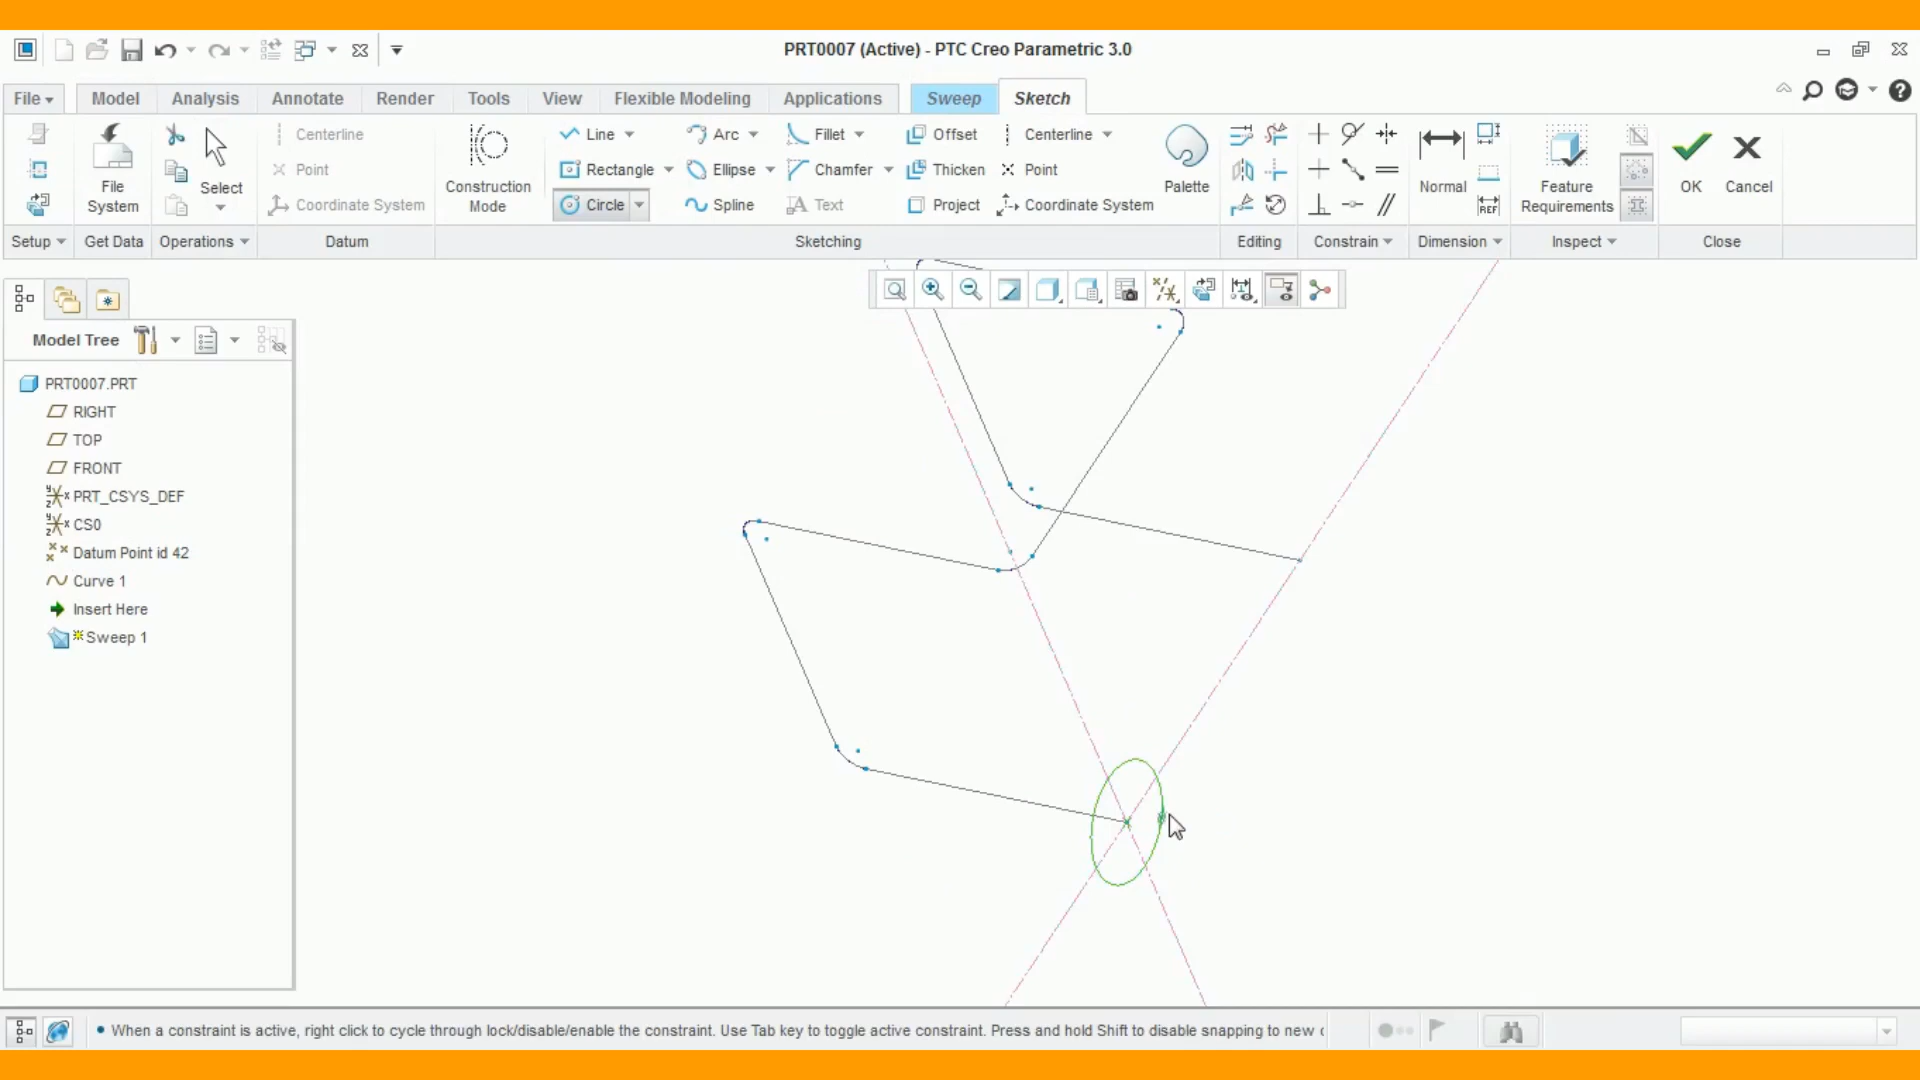 PRT0007 (Active) - PTC Creo Parametric 3.0
File Model Analysis Annotate Render Tools View Flexible Modeling Applications Sweep Sketch
Centerline Line Arc Fillet Offset Centerline
Point Rectangle Ellipse Chamfer Thicken Point
File System Select Construction Mode Palette Normal Feature Requirements OK Cancel
Coordinate System Circle Spline Text Project Coordinate System REF
Setup Get Data Operations Datum Sketching Editing Constrain Dimension Inspect Close
Model Tree
PRT0007.PRT
RIGHT
TOP
FRONT
PRT_CSYS_DEF
CS0
Datum Point id 42
Curve 1
Insert Here
Sweep 1
• When a constraint is active, right click to cycle through lock/disable/enable the constraint. Use Tab key to toggle active constraint. Press and hold Shift to disable snapping to new